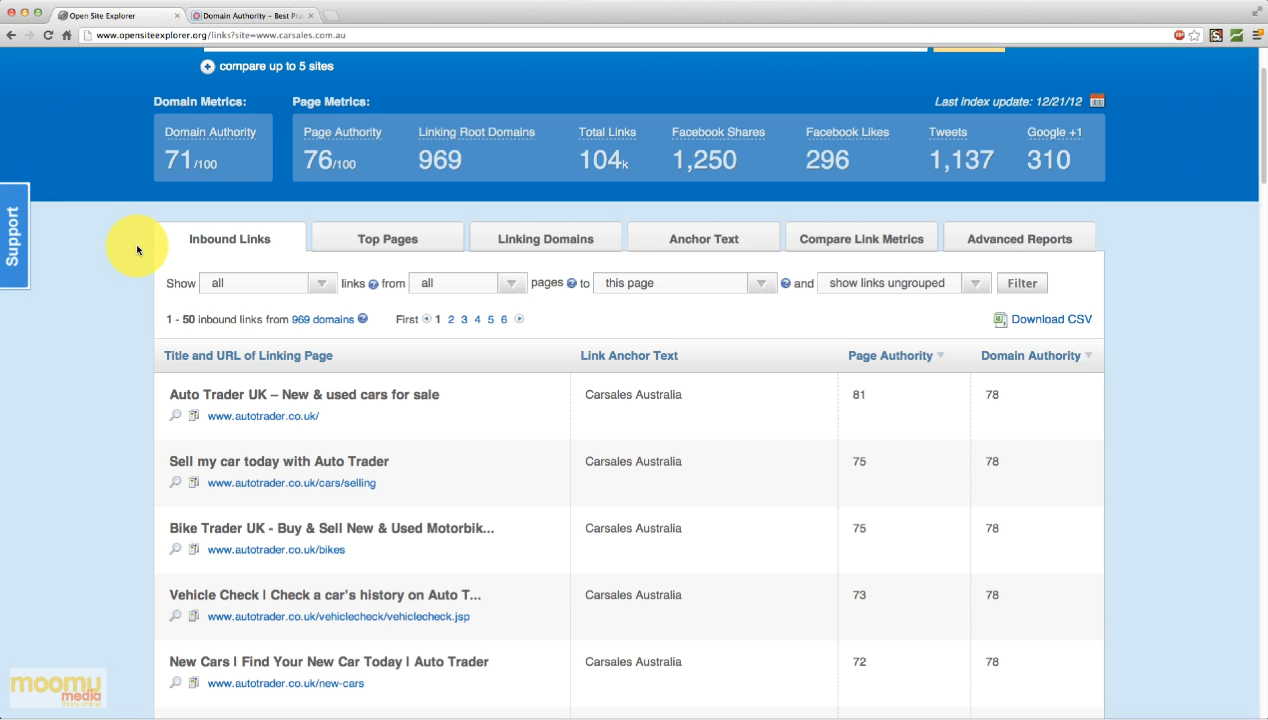 Open Site Explorer
Domain Authority - Best Pra
www.opensiteexplorer.org/links?site=www.carsales.com.au
compare up to 5 sites
Domain Metrics:
Page Metrics:
Last index update: 12/21/12
Domain Authority
71/100
Page Authority
76/100
Linking Root Domains
969
Total Links
104k
Facebook Shares
1,250
Facebook Likes
296
Tweets
1,137
Google +1
310
Support
Inbound Links
Top Pages
Linking Domains
Anchor Text
Compare Link Metrics
Advanced Reports
Show all links from all pages to this page and show links ungrouped Filter
1 - 50 inbound links from 969 domains First 1 2 3 4 5 6
Download CSV
Title and URL of Linking Page
Link Anchor Text
Page Authority
Domain Authority
Auto Trader UK – New & used cars for sale
www.autotrader.co.uk/
Carsales Australia
81
78
Sell my car today with Auto Trader
www.autotrader.co.uk/cars/selling
Carsales Australia
75
78
Bike Trader UK - Buy & Sell New & Used Motorbik...
www.autotrader.co.uk/bikes
Carsales Australia
75
78
Vehicle Check | Check a car's history on Auto T...
www.autotrader.co.uk/vehiclecheck/vehiclecheck.jsp
Carsales Australia
73
78
New Cars | Find Your New Car Today | Auto Trader
www.autotrader.co.uk/new-cars
Carsales Australia
72
78
moomu
media